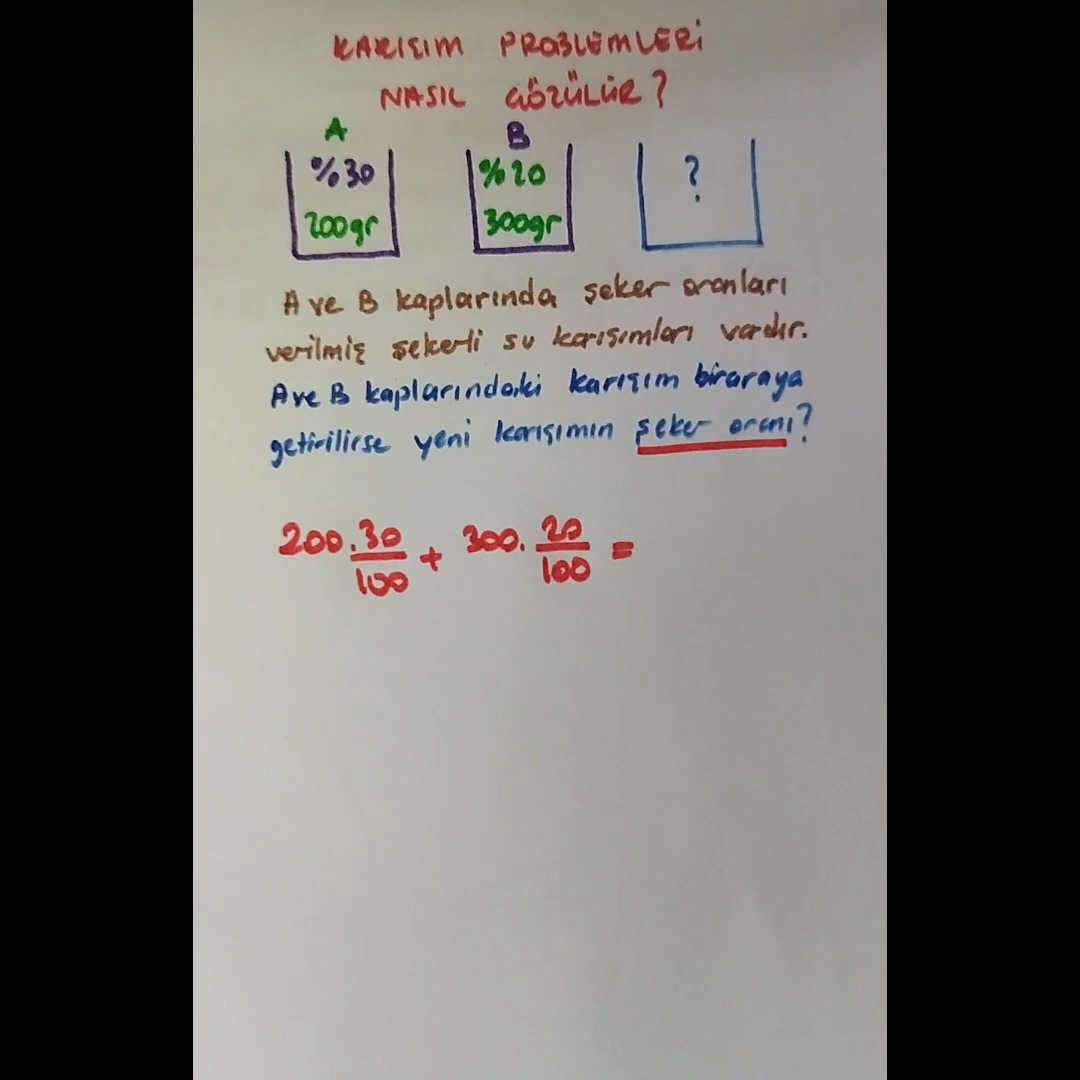 KARIŞIM PROBLEMLERİ
NASIL ÇÖZÜLÜR?
A B
%30 %20 ?
200gr 300gr
A ve B kaplarında şeker oranları
verilmiş şekerli su karışımları vardır.
A ve B kaplarındaki karışım biraraya
getirilirse yeni karışımın şeker oranı?
200.30/100 + 300.20/100 =